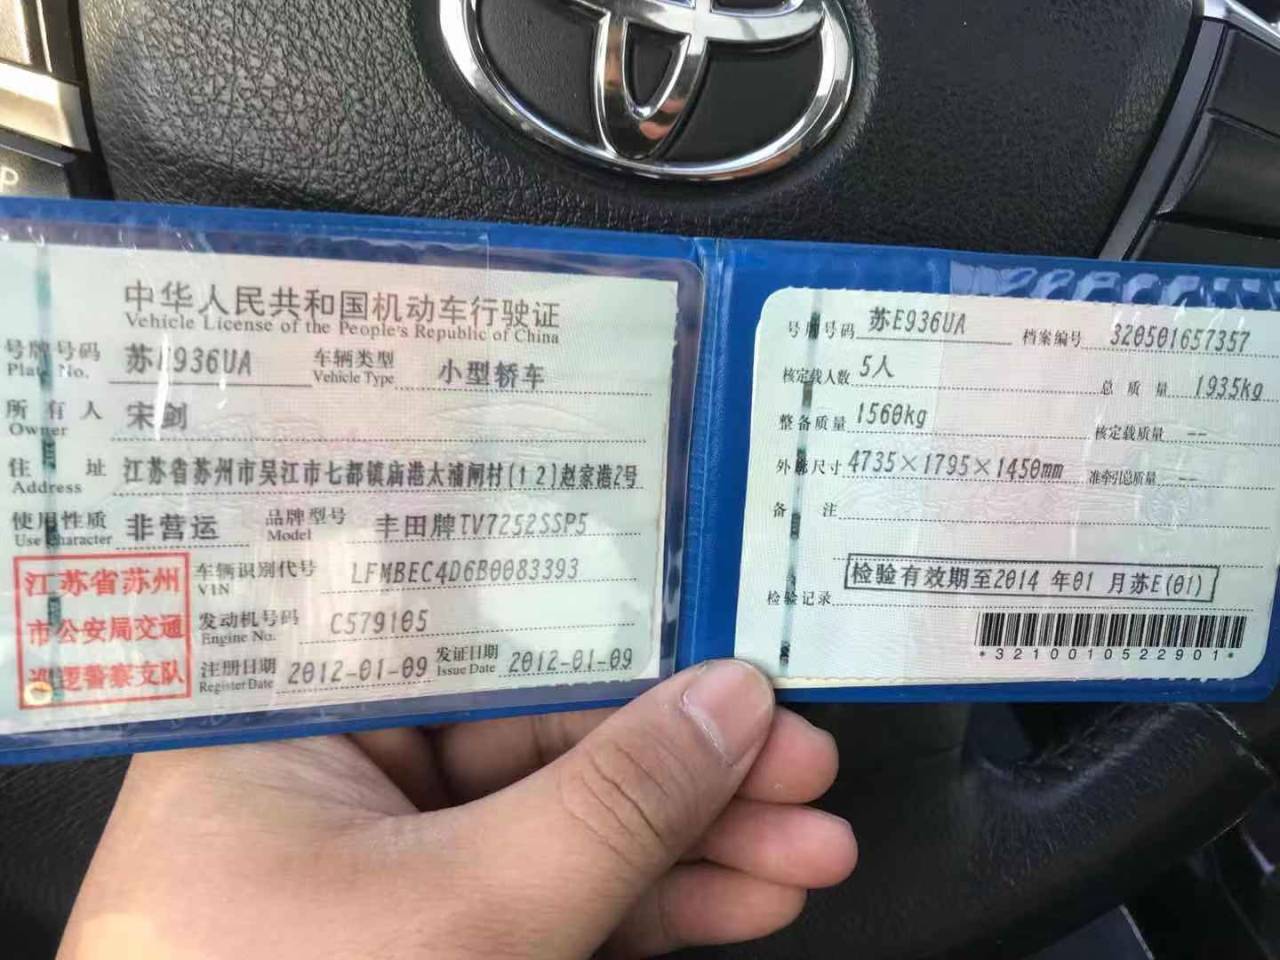 P
中华人民共和国机动车行驶证
Vehicle License of the People's Republic of China
号牌号码 苏E936UA 车辆类型 小型轿车
Plate No. Vehicle Type
所有人 宋剑
Owner
住址 江苏省苏州市吴江市七都镇庙港太浦闸村(12)赵家港2号
Address
使用性质 非营运 品牌型号 丰田牌TV7252SSP5
Use Character Model
江苏省苏州
市公安局交通
巡逻警察支队
车辆识别代号 LFMBEC4D6B0083393
VIN
发动机号码 C579105
Engine No.
注册日期 2012-01-09 发证日期 2012-01-09
Register Date Issue Date
号牌号码 苏E936UA 档案编号 320501657357
核定载人数 5人 总质量 1935kg
整备质量 1560kg 核定载质量 --
外廓尺寸 4735×1795×1450mm 准牵引总质量 --
备注
检验记录 检验有效期至2014年01月苏E(01)
*3210010522901*